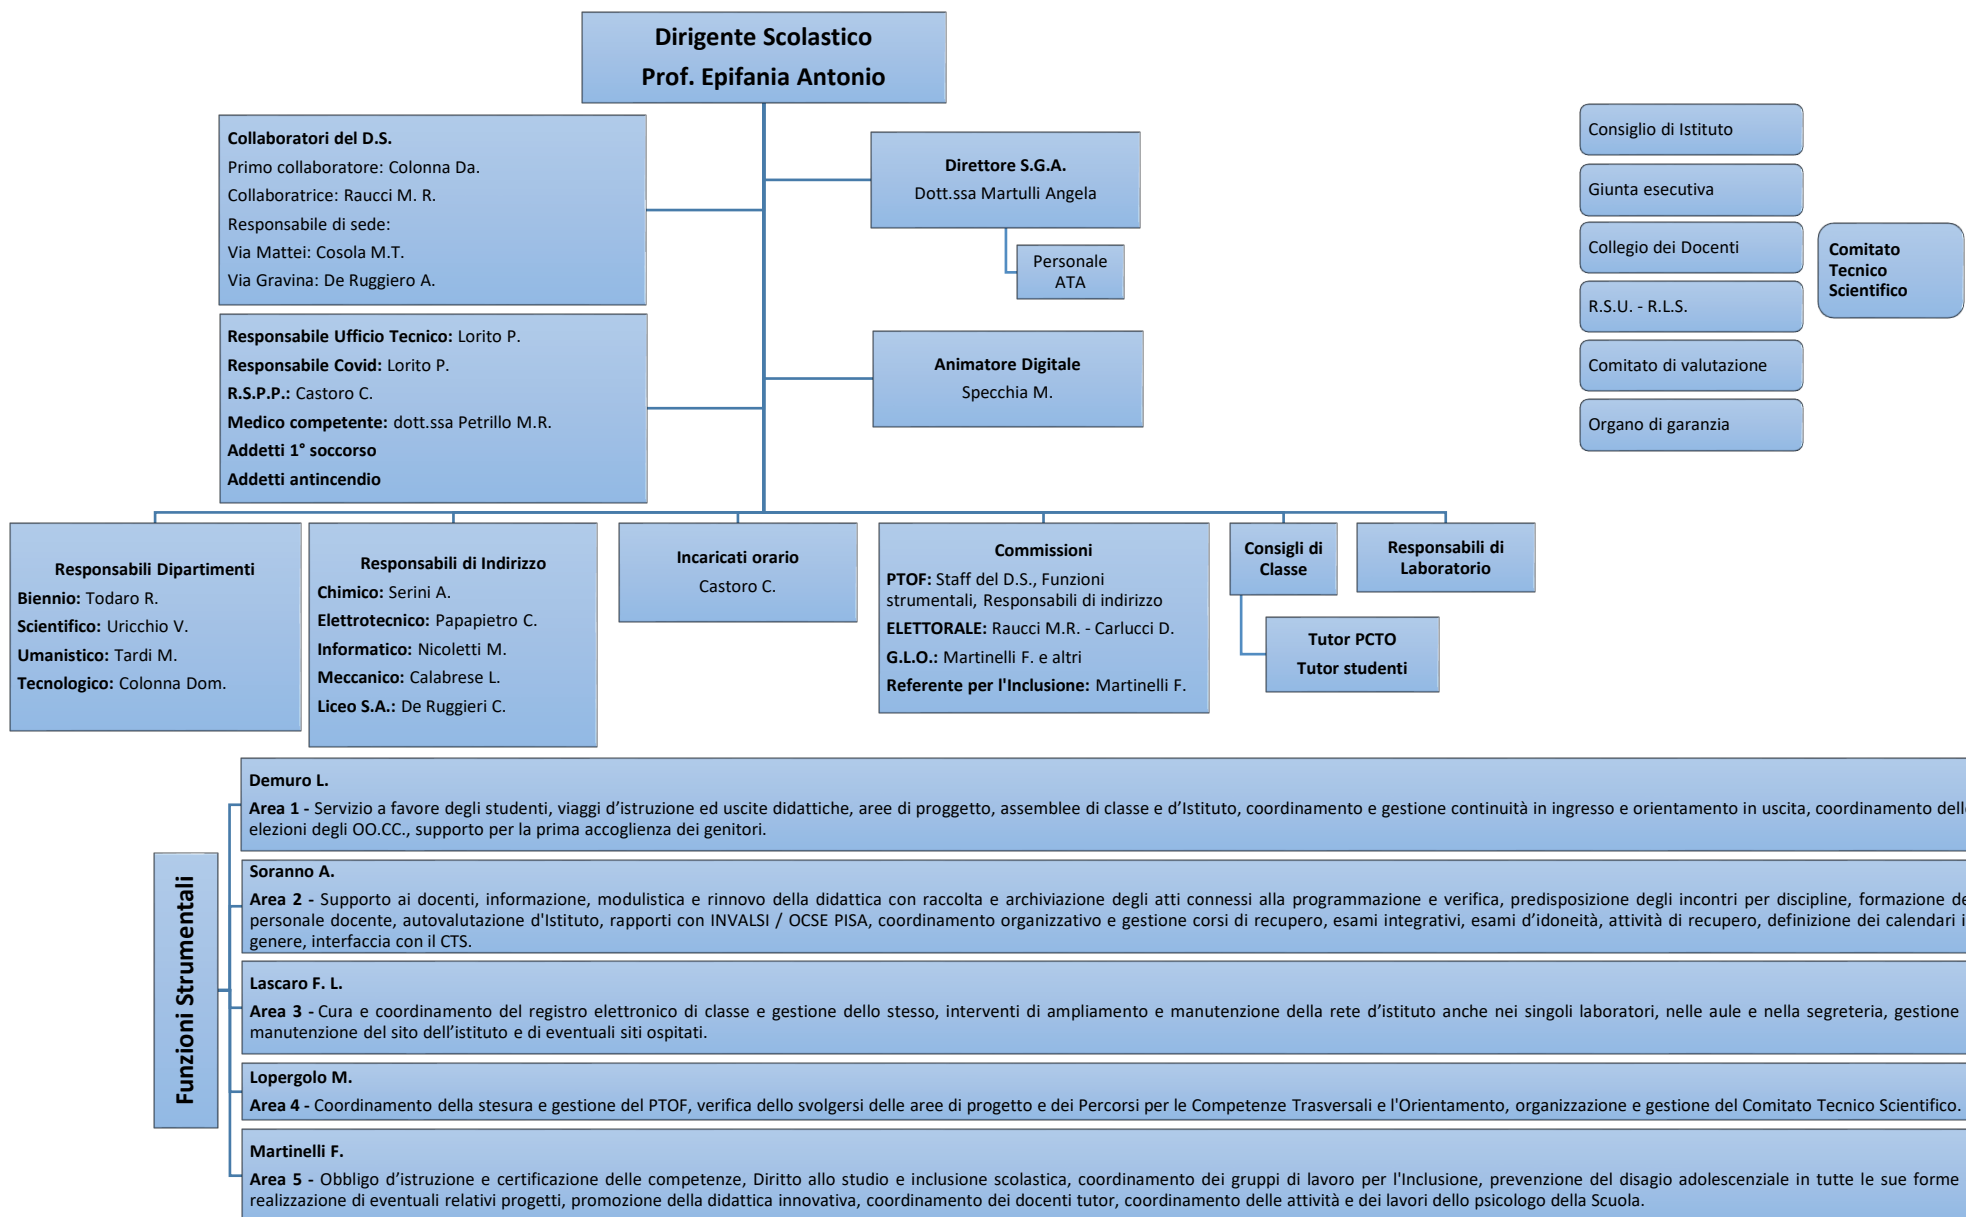 Dirigente Scolastico
Prof. Epifania Antonio
Collaboratori del D.S.
Primo collaboratore: Colonna Da.
Collaboratrice: Raucci M. R.
Responsabile di sede:
Via Mattei: Cosola M.T.
Via Gravina: De Ruggiero A.
Direttore S.G.A.
Dott.ssa Martulli Angela
Personale
ATA
Responsabile Ufficio Tecnico: Lorito P.
Responsabile Covid: Lorito P.
R.S.P.P.: Castoro C.
Medico competente: dott.ssa Petrillo M.R.
Addetti 1° soccorso
Addetti antincendio
Animatore Digitale
Specchia M.
Consiglio di Istituto
Giunta esecutiva
Collegio dei Docenti
R.S.U. - R.L.S.
Comitato di valutazione
Organo di garanzia
Comitato
Tecnico
Scientifico
Responsabili Dipartimenti
Biennio: Todaro R.
Scientifico: Uricchio V.
Umanistico: Tardi M.
Tecnologico: Colonna Dom.
Responsabili di Indirizzo
Chimico: Serini A.
Elettrotecnico: Papapietro C.
Informatico: Nicoletti M.
Meccanico: Calabrese L.
Liceo S.A.: De Ruggieri C.
Incaricati orario
Castoro C.
Commissioni
PTOF: Staff del D.S., Funzioni
strumentali, Responsabili di indirizzo
ELETTORALE: Raucci M.R. - Carlucci D.
G.L.O.: Martinelli F. e altri
Referente per l'Inclusione: Martinelli F.
Consigli di
Classe
Tutor PCTO
Tutor studenti
Responsabili di
Laboratorio
Funzioni Strumentali
Demuro L.
Area 1 - Servizio a favore degli studenti, viaggi d’istruzione ed uscite didattiche, aree di proggetto, assemblee di classe e d’Istituto, coordinamento e gestione continuità in ingresso e orientamento in uscita, coordinamento
elezioni degli OO.CC., supporto per la prima accoglienza dei genitori.
Soranno A.
Area 2 - Supporto ai docenti, informazione, modulistica e rinnovo della didattica con raccolta e archiviazione degli atti connessi alla programmazione e verifica, predisposizione degli incontri per discipline, formazione
personale docente, autovalutazione d'Istituto, rapporti con INVALSI / OCSE PISA, coordinamento organizzativo e gestione corsi di recupero, esami integrativi, esami d’idoneità, attività di recupero, definizione dei calendari
genere, interfaccia con il CTS.
Lascaro F. L.
Area 3 - Cura e coordinamento del registro elettronico di classe e gestione dello stesso, interventi di ampliamento e manutenzione della rete d’istituto anche nei singoli laboratori, nelle aule e nella segreteria, gestione
manutenzione del sito dell’istituto e di eventuali siti ospitati.
Lopergolo M.
Area 4 - Coordinamento della stesura e gestione del PTOF, verifica dello svolgersi delle aree di progetto e dei Percorsi per le Competenze Trasversali e l'Orientamento, organizzazione e gestione del Comitato Tecnico Scientifico.
Martinelli F.
Area 5 - Obbligo d’istruzione e certificazione delle competenze, Diritto allo studio e inclusione scolastica, coordinamento dei gruppi di lavoro per l'Inclusione, prevenzione del disagio adolescenziale in tutte le sue forme
realizzazione di eventuali relativi progetti, promozione della didattica innovativa, coordinamento dei docenti tutor, coordinamento delle attività e dei lavori dello psicologo della Scuola.